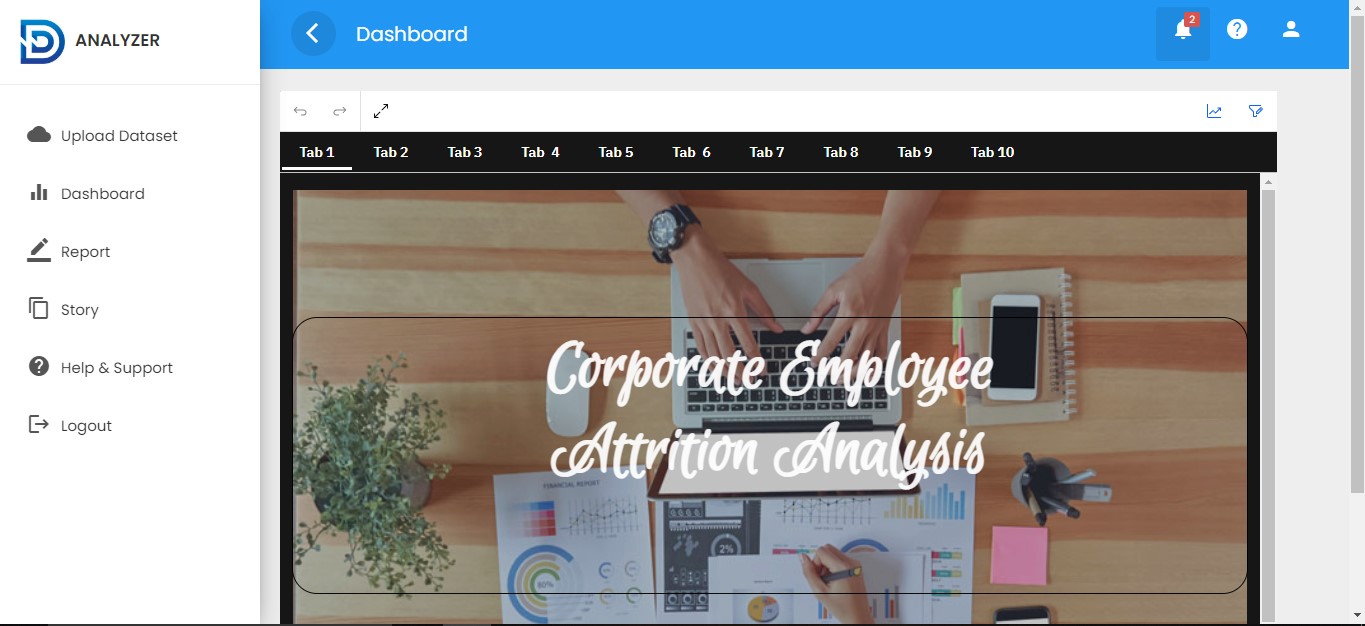 ANALYZER
Upload Dataset
Dashboard
Report
Story
Help & Support
Logout
Dashboard
2
Tab 1 Tab 2 Tab 3 Tab  4 Tab 5 Tab  6 Tab 7 Tab 8 Tab 9 Tab 10
Corporate Employee
Attrition Analysis
FINANCIAL REPORT
2%
80%